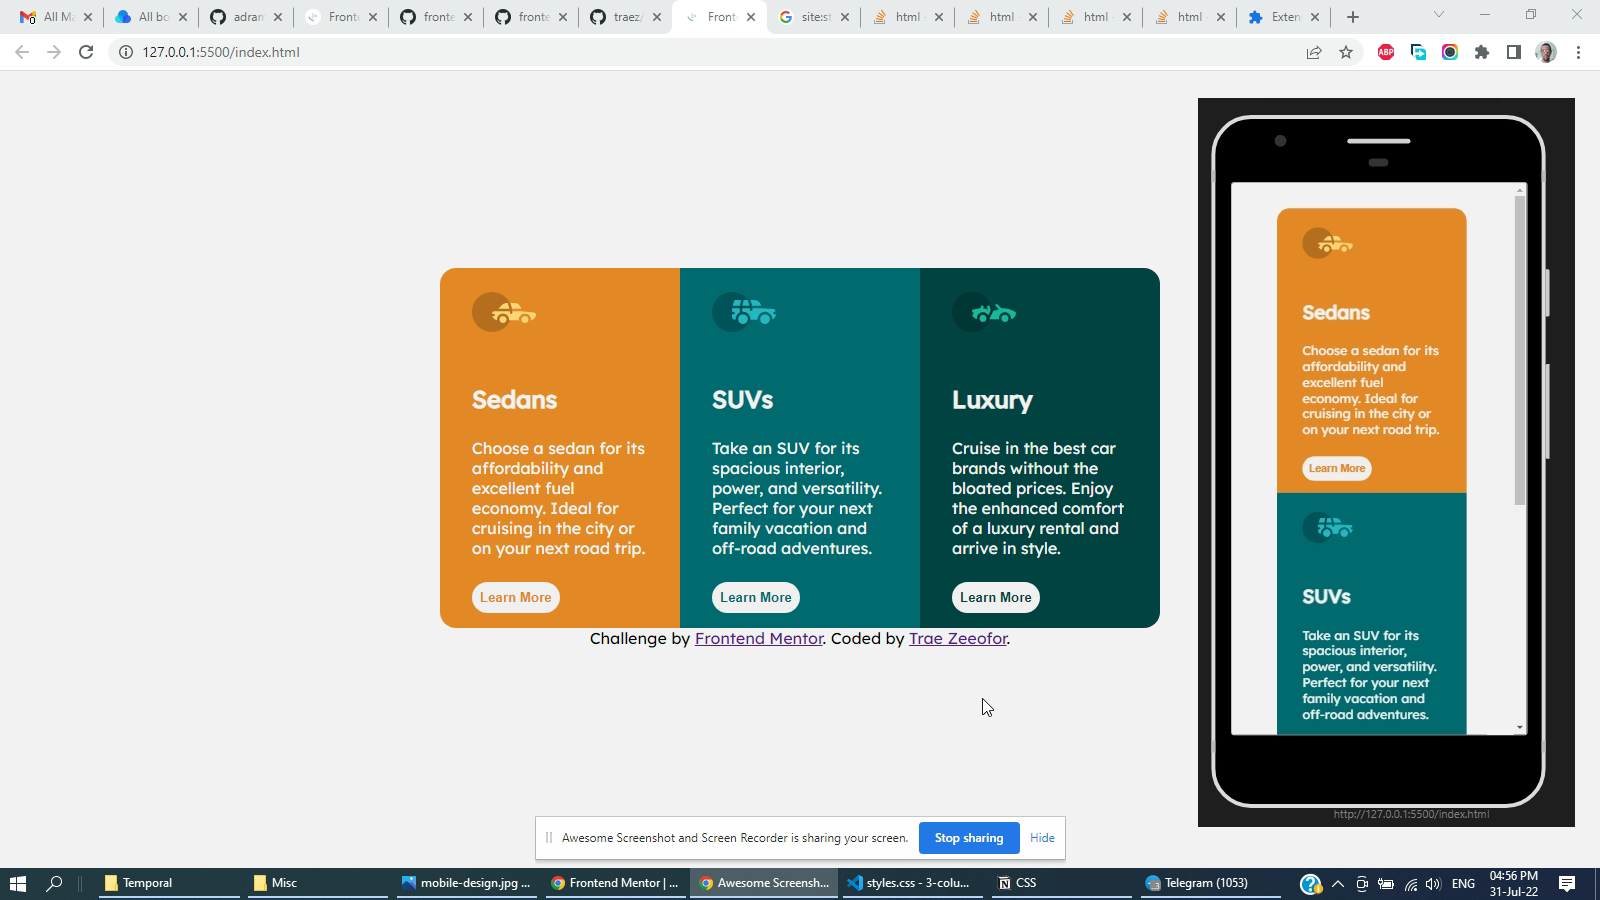 All Ma
All bo
adram
Fronte
fronte
fronte
traez/
Fronte
site:st
html -
html -
html -
html -
Exten
127.0.0.1:5500/index.html
ABP
Sedans
Choose a sedan for its
affordability and
excellent fuel
economy. Ideal for
cruising in the city or
on your next road trip.
Learn More
SUVs
Take an SUV for its
spacious interior,
power, and versatility.
Perfect for your next
family vacation and
off-road adventures.
Learn More
Luxury
Cruise in the best car
brands without the
bloated prices. Enjoy
the enhanced comfort
of a luxury rental and
arrive in style.
Learn More
Challenge by Frontend Mentor. Coded by Trae Zeeofor.
Sedans
Choose a sedan for its
affordability and
excellent fuel
economy. Ideal for
cruising in the city or
on your next road trip.
Learn More
SUVs
Take an SUV for its
spacious interior,
power, and versatility.
Perfect for your next
family vacation and
off-road adventures.
http://127.0.0.1:5500/index.html
Awesome Screenshot and Screen Recorder is sharing your screen.
Stop sharing
Hide
Temporal
Misc
mobile-design.jpg ...
Frontend Mentor | ...
Awesome Screensh...
styles.css - 3-colu...
CSS
Telegram (1053)
ENG
04:56 PM
31-Jul-22